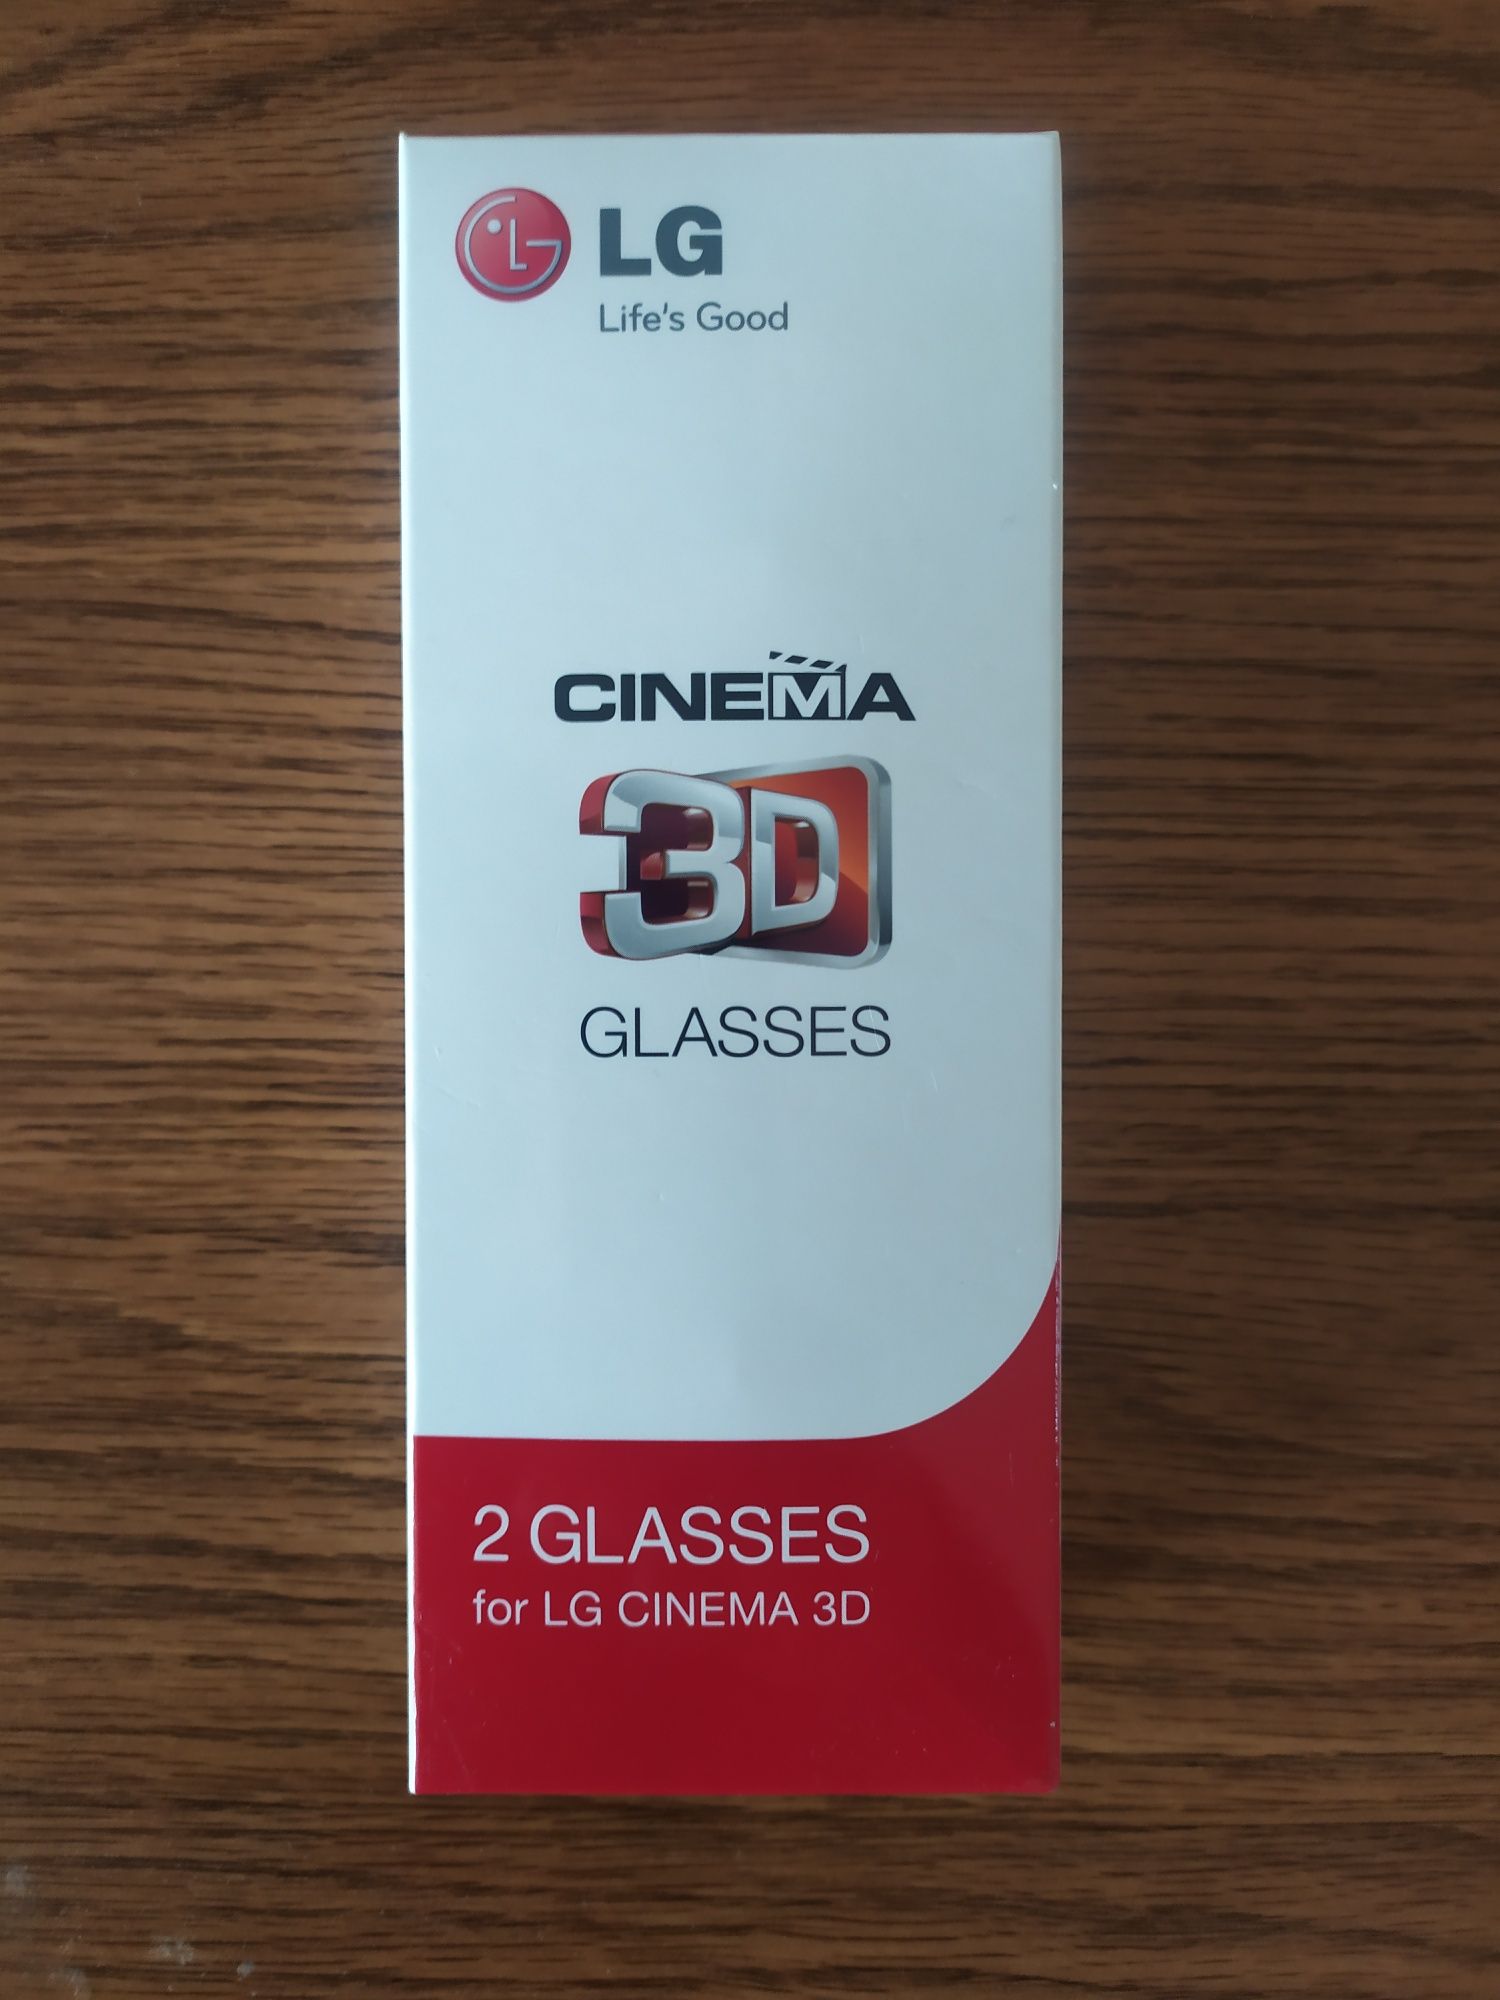 LG
Life's Good
CINEMA
3D
GLASSES
2 GLASSES
for LG CINEMA 3D